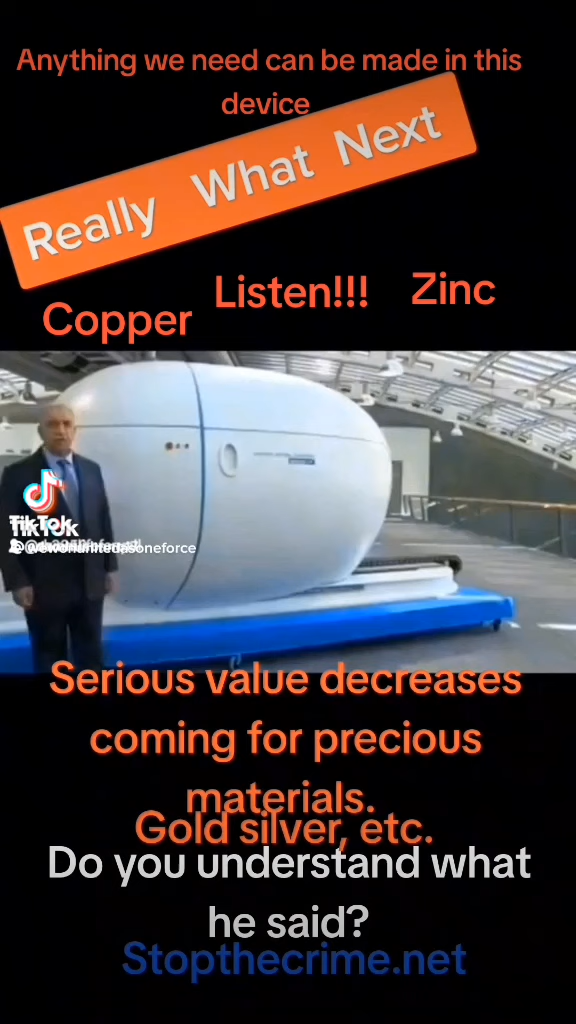 Anything we need can be made in this
device
Really What Next
Listen!!! Zinc
Copper
TikTok
Serious value decreases
coming for precious
materials.
Gold silver, etc.
Do you understand what
he said?
Stopthecrime.net